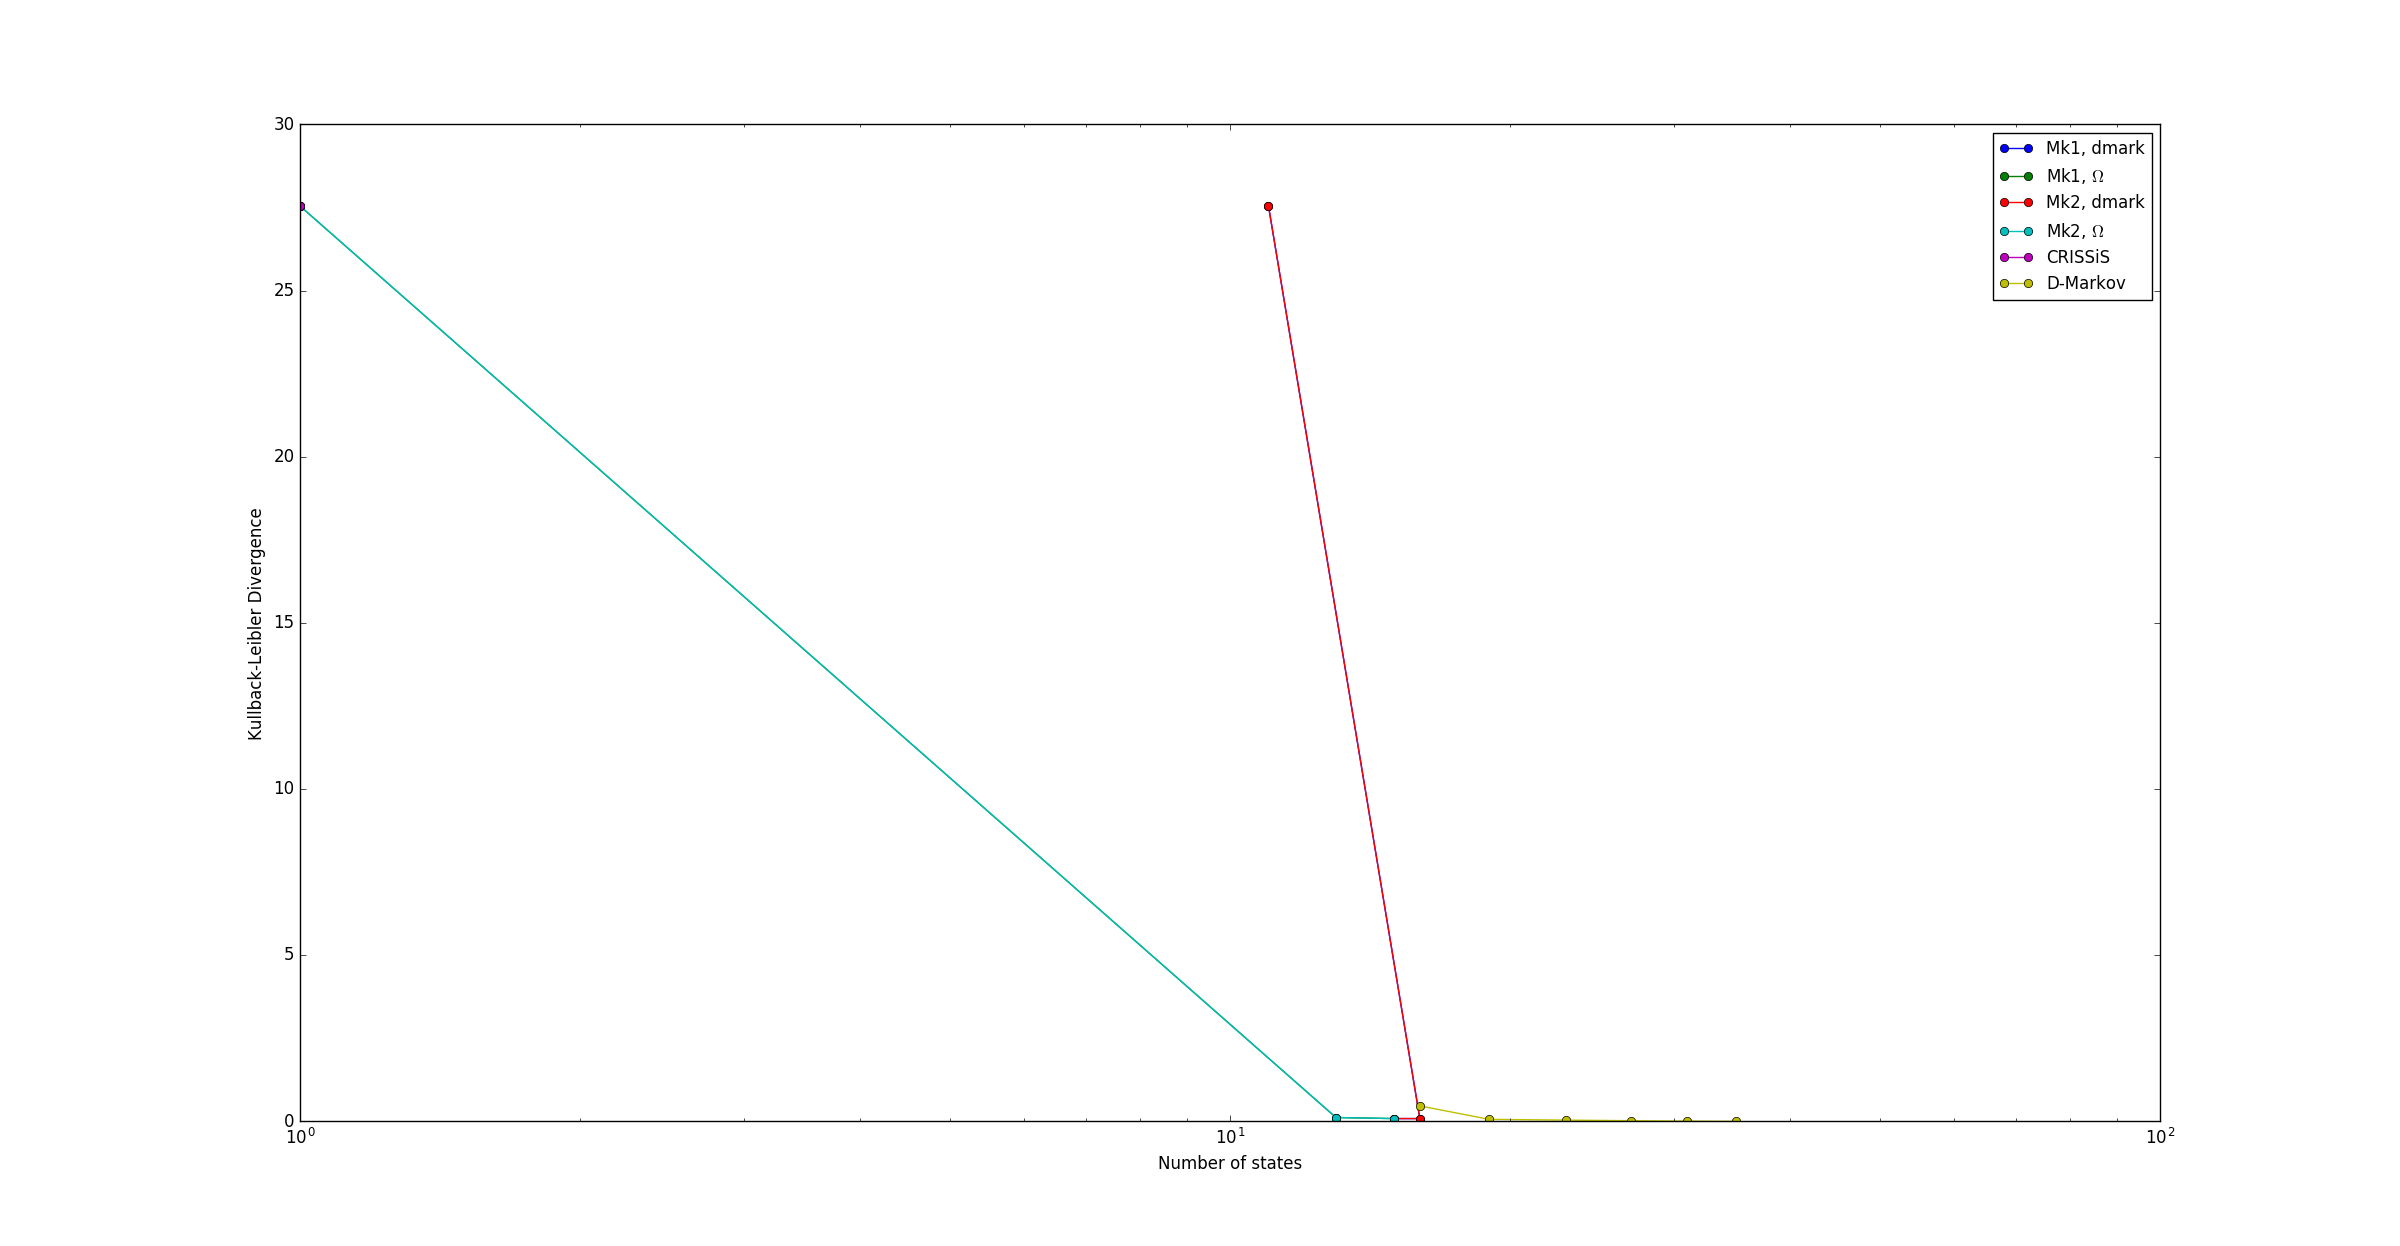 30
25
20
15
10
5
0
Kullback-Leibler Divergence
10^0
10^1
10^2
Number of states
Mk1, dmark
Mk1, Ω
Mk2, dmark
Mk2, Ω
CRISSiS
D-Markov